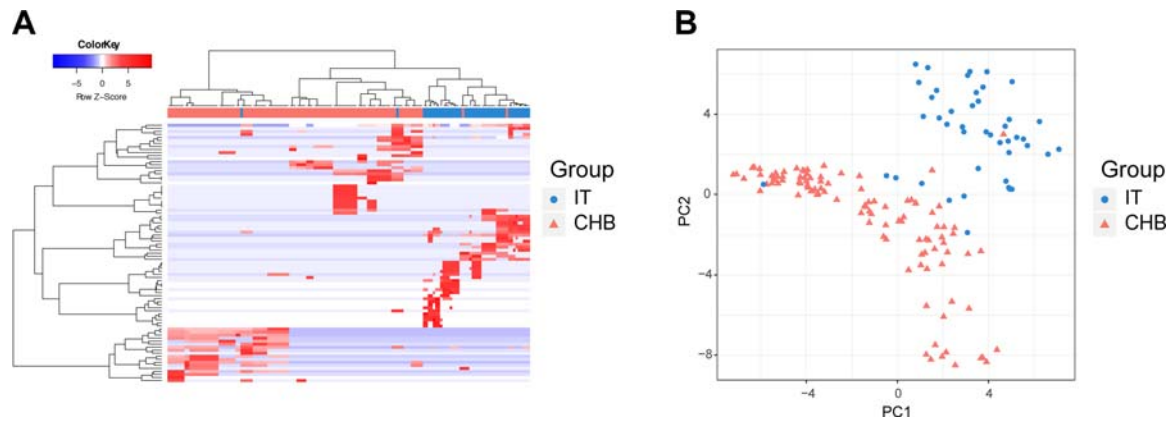 A
ColorKey
−5 0 5
Row Z-Score
Group
IT
CHB
B
4
0
−4
−8
−4 0 4
PC1
PC2
Group
IT
CHB